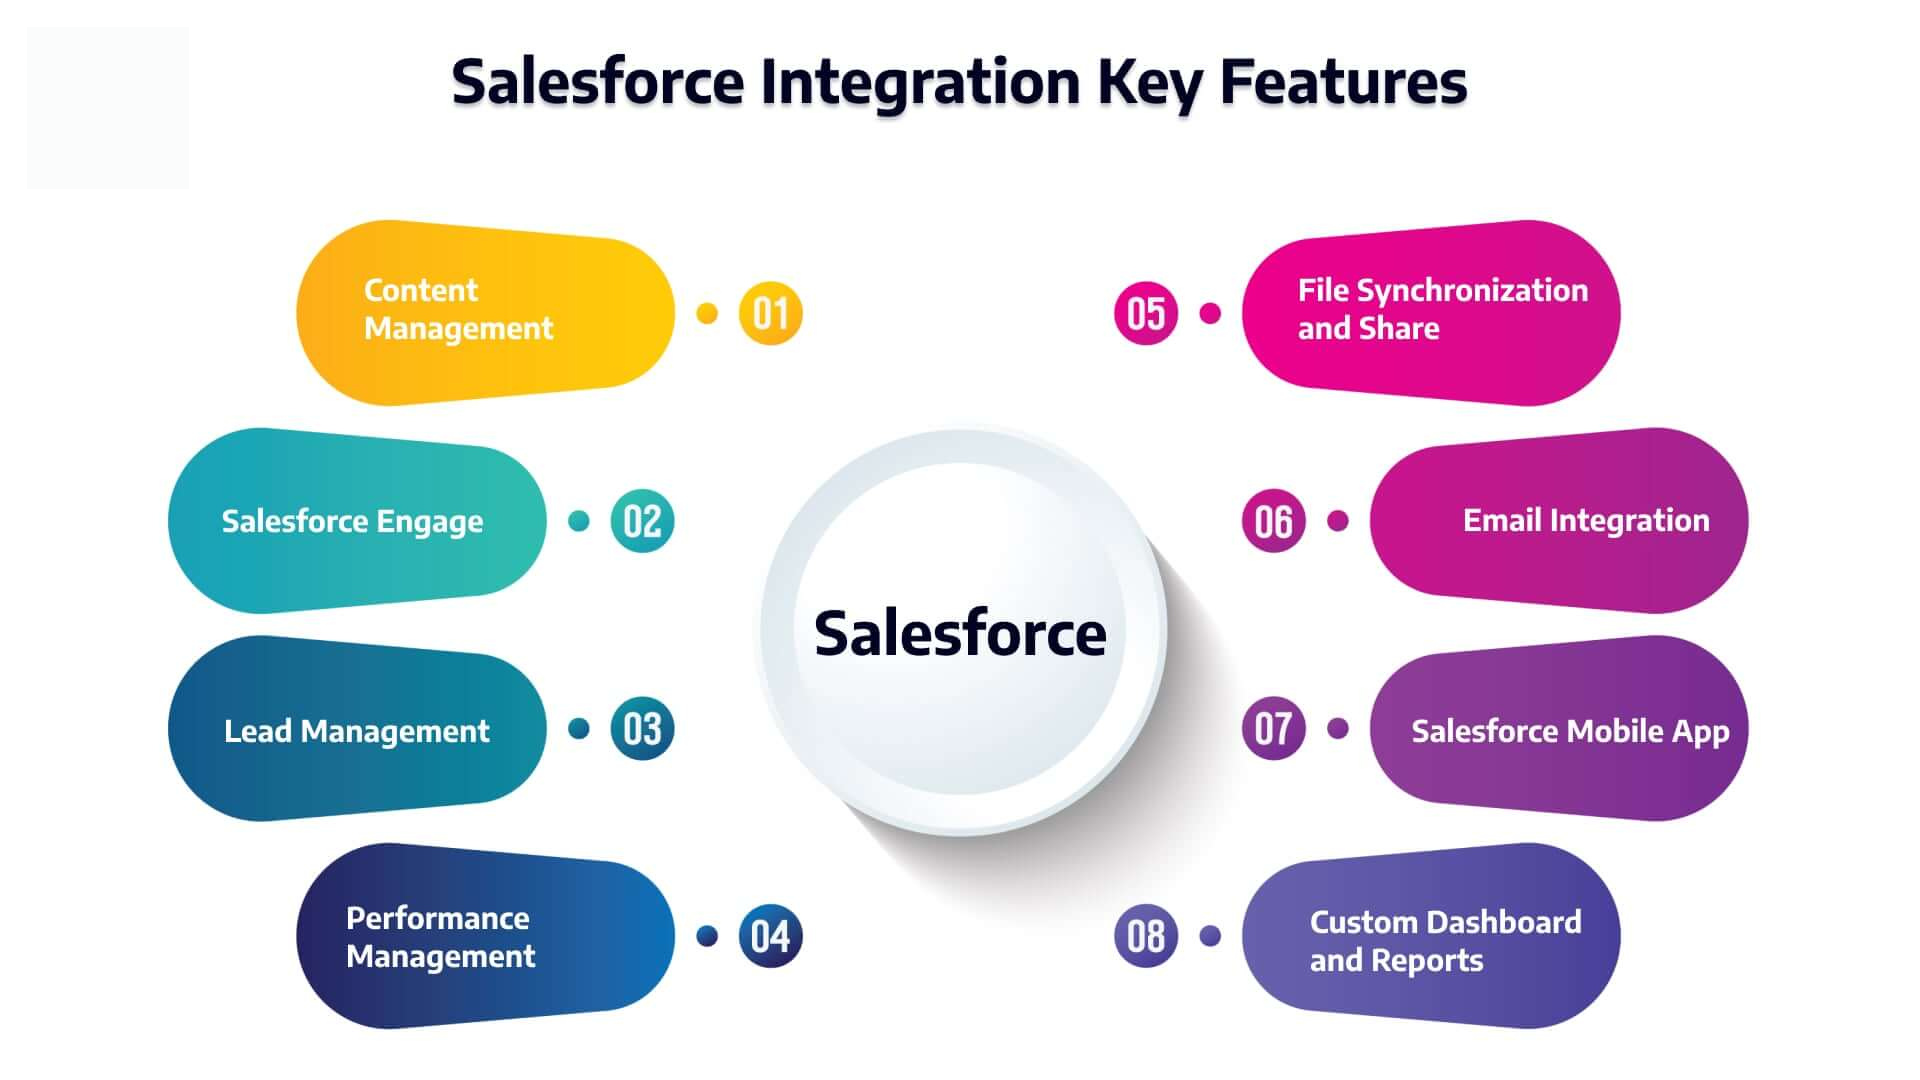 Salesforce Integration Key Features
Content
Management
01
Salesforce Engage
02
Lead Management
03
Performance
Management
04
Salesforce
05
File Synchronization
and Share
06
Email Integration
07
Salesforce Mobile App
08
Custom Dashboard
and Reports